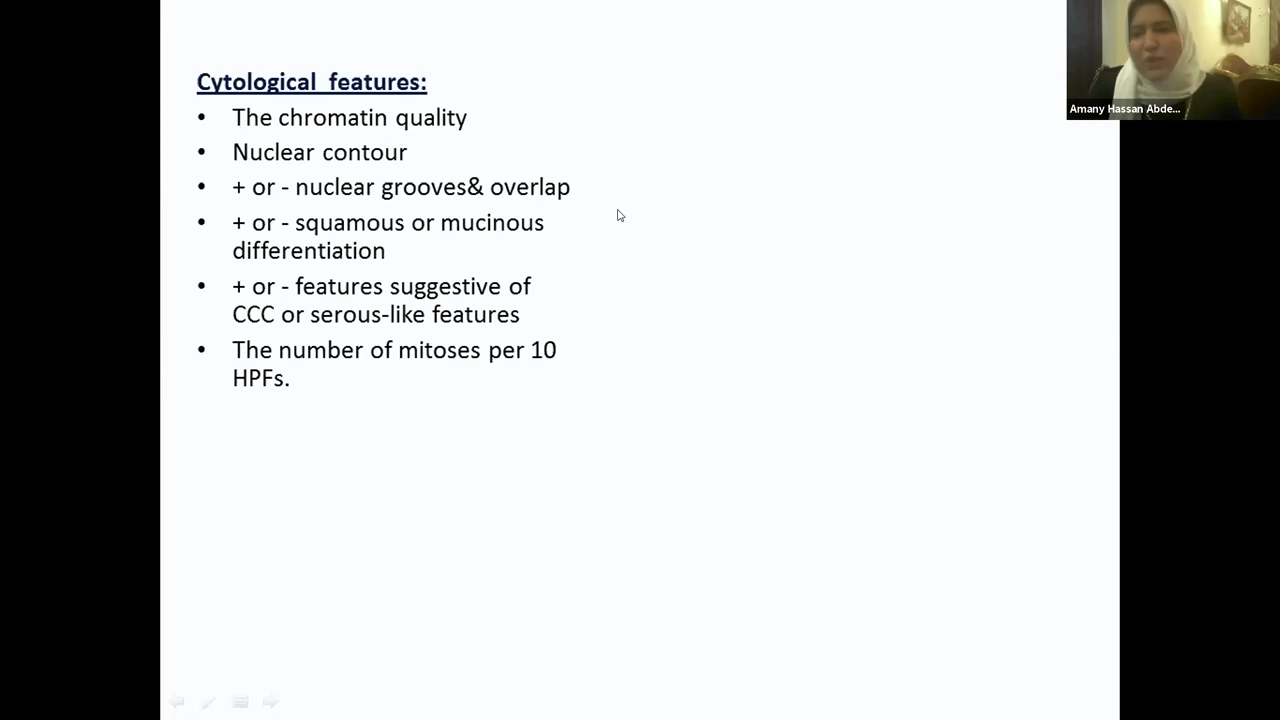 Cytological features:
• The chromatin quality
• Nuclear contour
• + or - nuclear grooves& overlap
• + or - squamous or mucinous
differentiation
• + or - features suggestive of
CCC or serous-like features
• The number of mitoses per 10
HPFs.
Amany Hassan Abde...